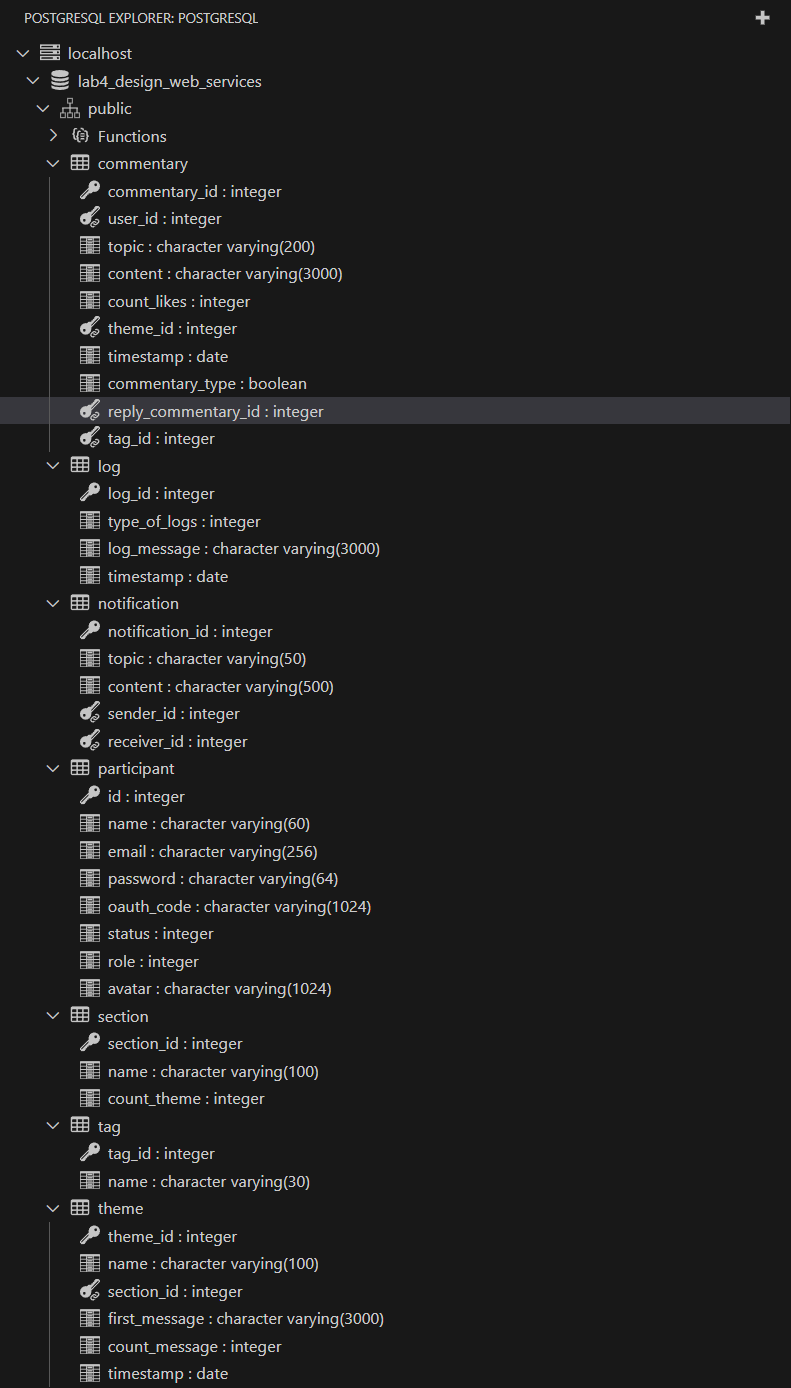 POSTGRESQL EXPLORER: POSTGRESQL
localhost
lab4_design_web_services
public
Functions
commentary
commentary_id : integer
user_id : integer
topic : character varying(200)
content : character varying(3000)
count_likes : integer
theme_id : integer
timestamp : date
commentary_type : boolean
reply_commentary_id : integer
tag_id : integer
log
log_id : integer
type_of_logs : integer
log_message : character varying(3000)
timestamp : date
notification
notification_id : integer
topic : character varying(50)
content : character varying(500)
sender_id : integer
receiver_id : integer
participant
id : integer
name : character varying(60)
email : character varying(256)
password : character varying(64)
oauth_code : character varying(1024)
status : integer
role : integer
avatar : character varying(1024)
section
section_id : integer
name : character varying(100)
count_theme : integer
tag
tag_id : integer
name : character varying(30)
theme
theme_id : integer
name : character varying(100)
section_id : integer
first_message : character varying(3000)
count_message : integer
timestamp : date